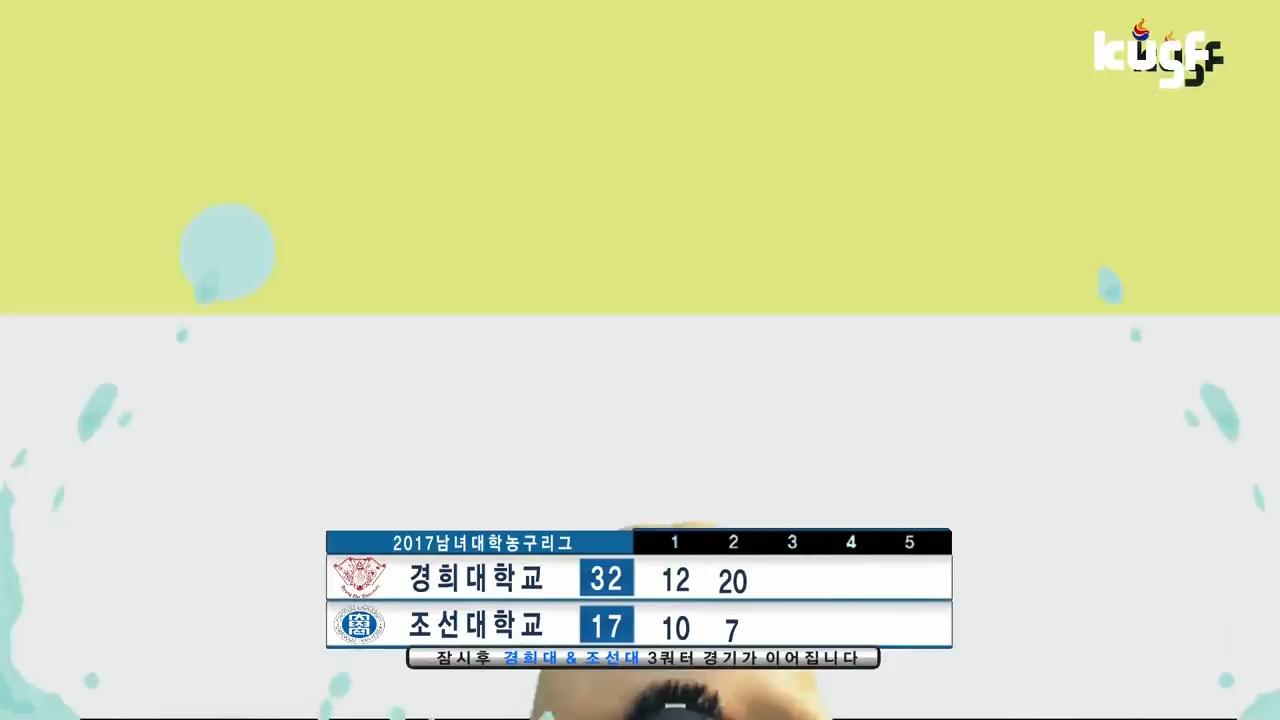 kusf
2017남녀대학농구리그 1 2 3 4 5
경희대학교 32 12 20
조선대학교 17 10 7
잠시후 경희대 & 조선대 3쿼터 경기가 이어집니다